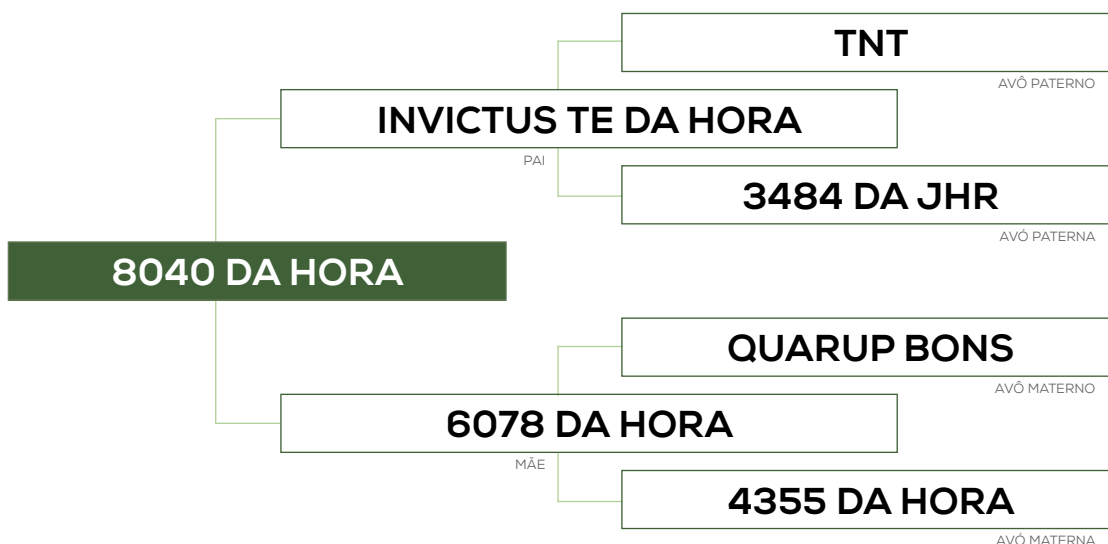 TNT
AVÔ PATERNO
INVICTUS TE DA HORA
PAI
3484 DA JHR
AVÓ PATERNA
8040 DA HORA
QUARUP BONS
AVÔ MATERNO
6078 DA HORA
MÃE
4355 DA HORA
AVÓ MATERNA